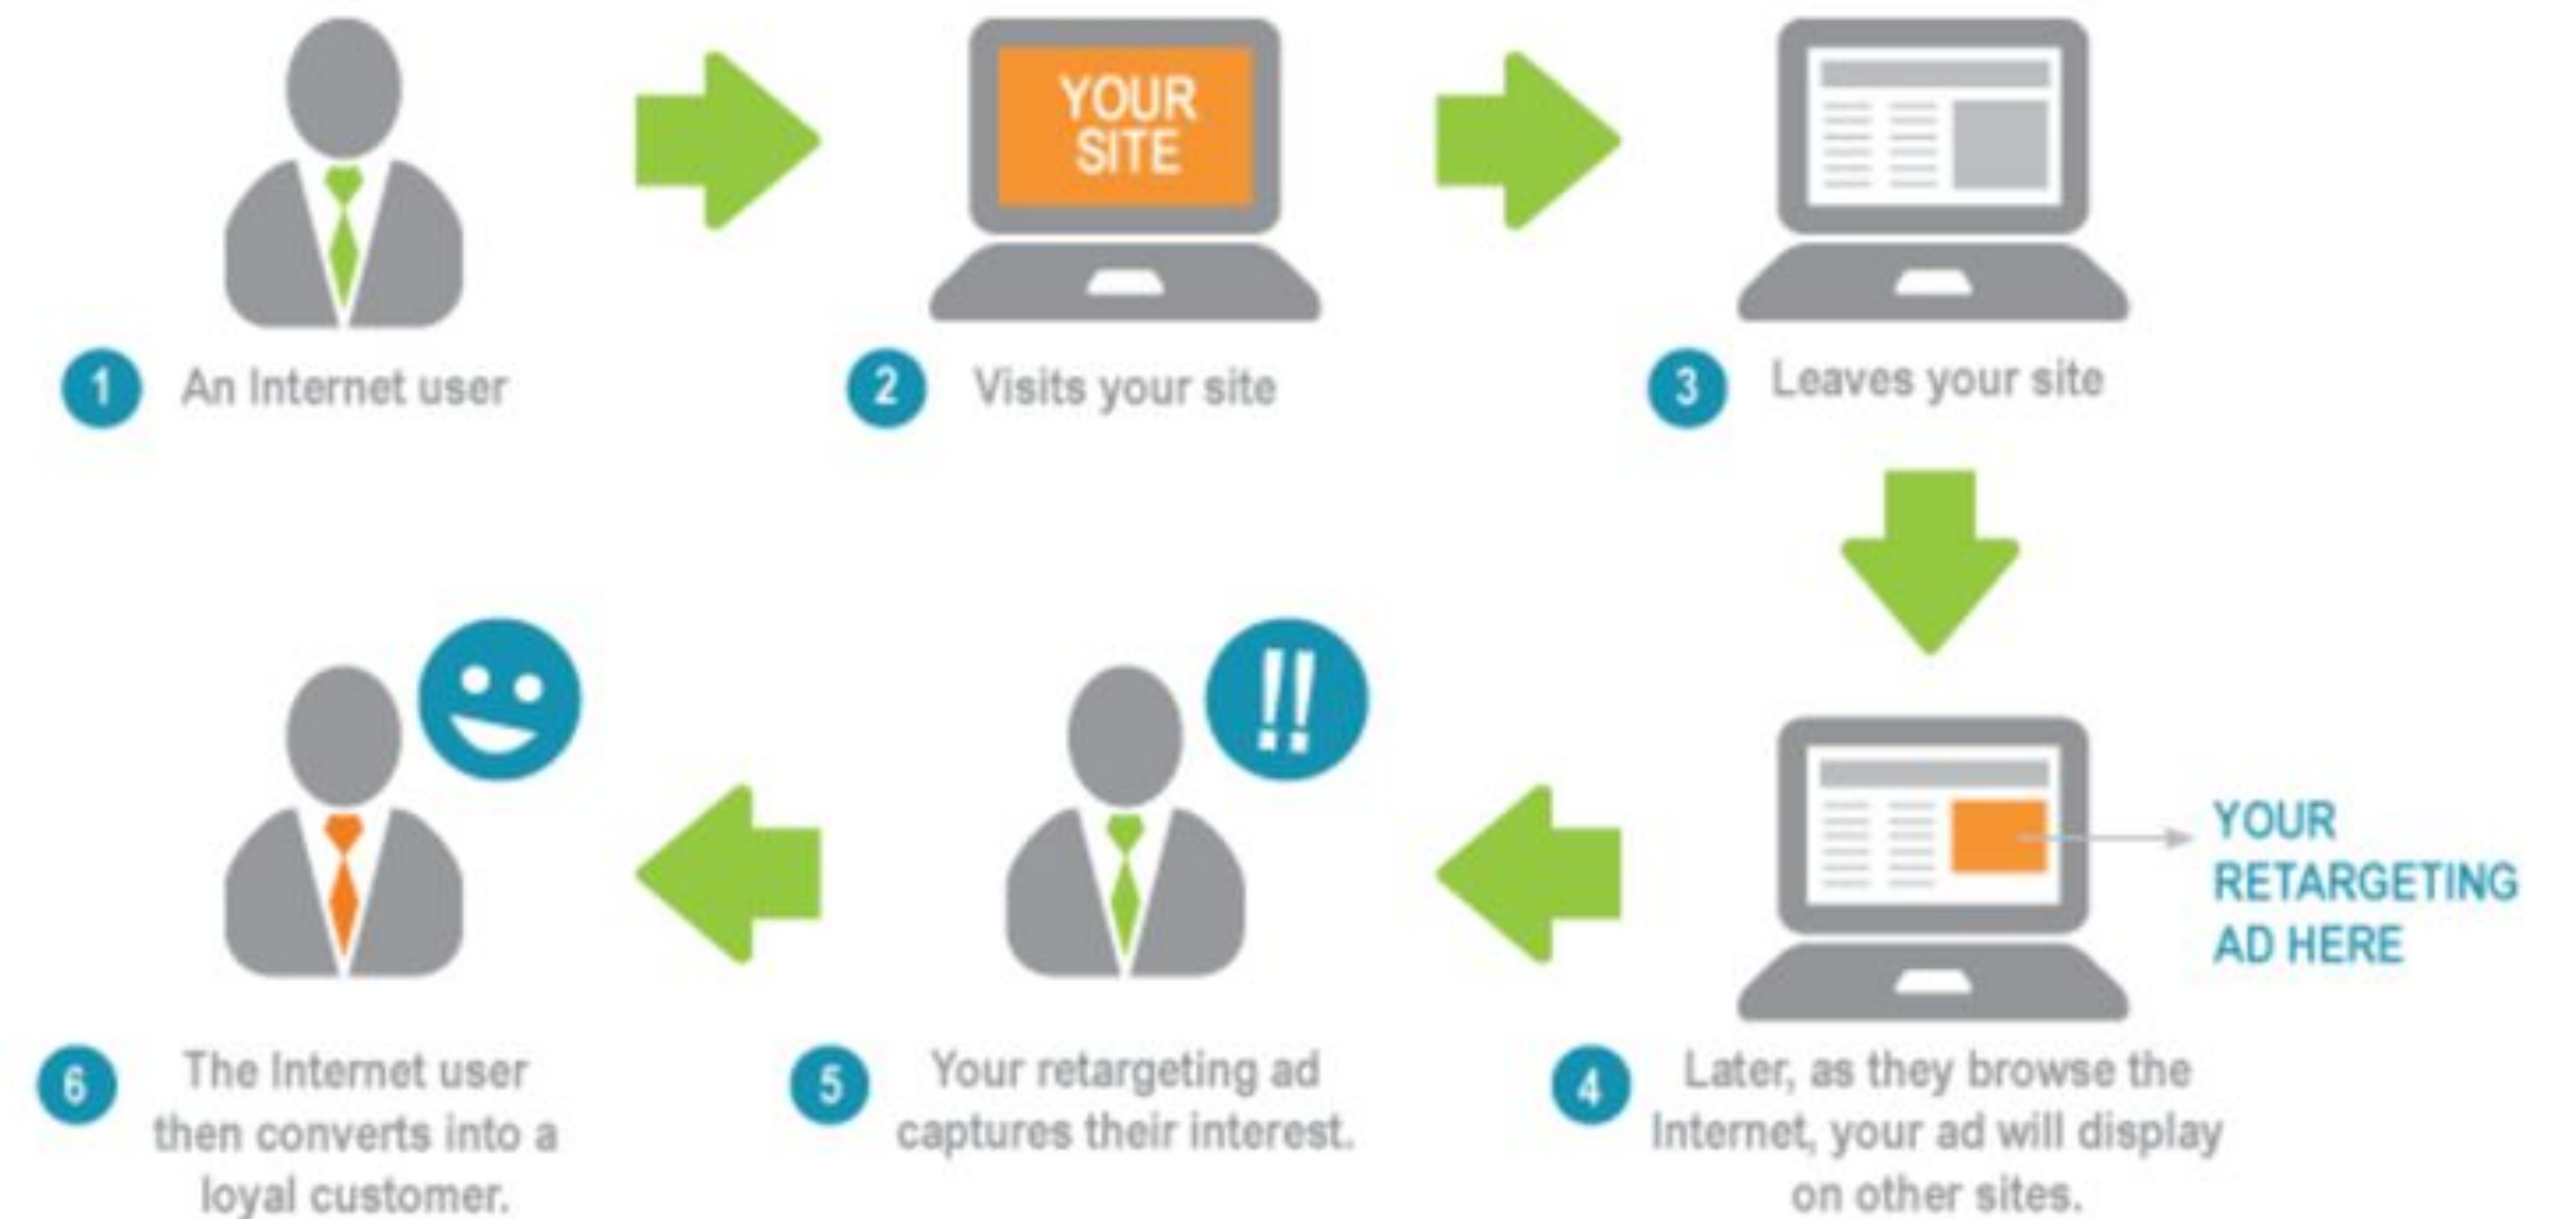 YOUR
SITE
1 An Internet user
2 Visits your site
3 Leaves your site
YOUR
RETARGETING
AD HERE
4 Later, as they browse the
Internet, your ad will display
on other sites.
!!
5 Your retargeting ad
captures their interest.
6 The Internet user
then converts into a
loyal customer.